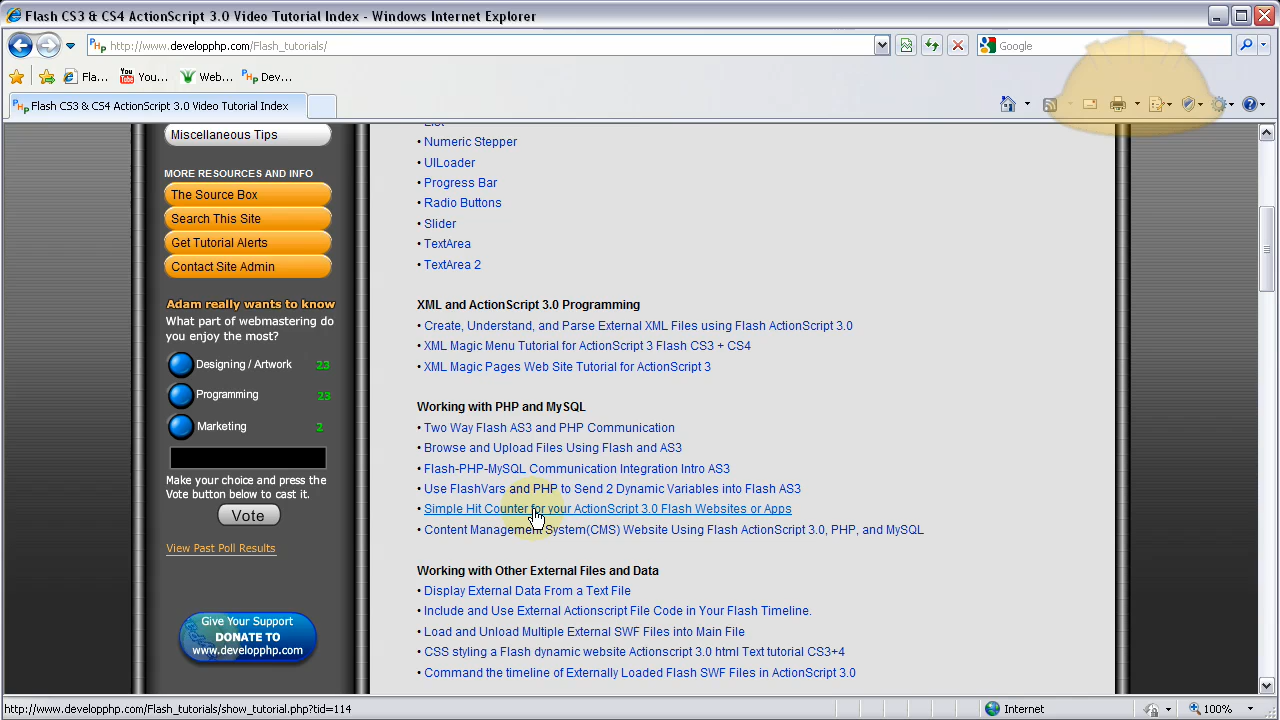 Flash CS3 & CS4 ActionScript 3.0 Video Tutorial Index - Windows Internet Explorer
http://www.developphp.com/Flash_tutorials/
Google
Fla...
You...
Web...
Dev...
Flash CS3 & CS4 ActionScript 3.0 Video Tutorial Index
Miscellaneous Tips
MORE RESOURCES AND INFO
The Source Box
Search This Site
Get Tutorial Alerts
Contact Site Admin
Adam really wants to know
What part of webmastering do
you enjoy the most?
Designing / Artwork 23
Programming 23
Marketing 2
Make your choice and press the
Vote button below to cast it.
Vote
View Past Poll Results
Give Your Support
DONATE TO
www.developphp.com
• List
• Numeric Stepper
• UILoader
• Progress Bar
• Radio Buttons
• Slider
• TextArea
• TextArea 2
XML and ActionScript 3.0 Programming
• Create, Understand, and Parse External XML Files using Flash ActionScript 3.0
• XML Magic Menu Tutorial for ActionScript 3 Flash CS3 + CS4
• XML Magic Pages Web Site Tutorial for ActionScript 3
Working with PHP and MySQL
• Two Way Flash AS3 and PHP Communication
• Browse and Upload Files Using Flash and AS3
• Flash-PHP-MySQL Communication Integration Intro AS3
• Use FlashVars and PHP to Send 2 Dynamic Variables into Flash AS3
• Simple Hit Counter for your ActionScript 3.0 Flash Websites or Apps
• Content Management System(CMS) Website Using Flash ActionScript 3.0, PHP, and MySQL
Working with Other External Files and Data
• Display External Data From a Text File
• Include and Use External Actionscript File Code in Your Flash Timeline.
• Load and Unload Multiple External SWF Files into Main File
• CSS styling a Flash dynamic website Actionscript 3.0 html Text tutorial CS3+4
• Command the timeline of Externally Loaded Flash SWF Files in ActionScript 3.0
http://www.developphp.com/Flash_tutorials/show_tutorial.php?tid=114
Internet
100%